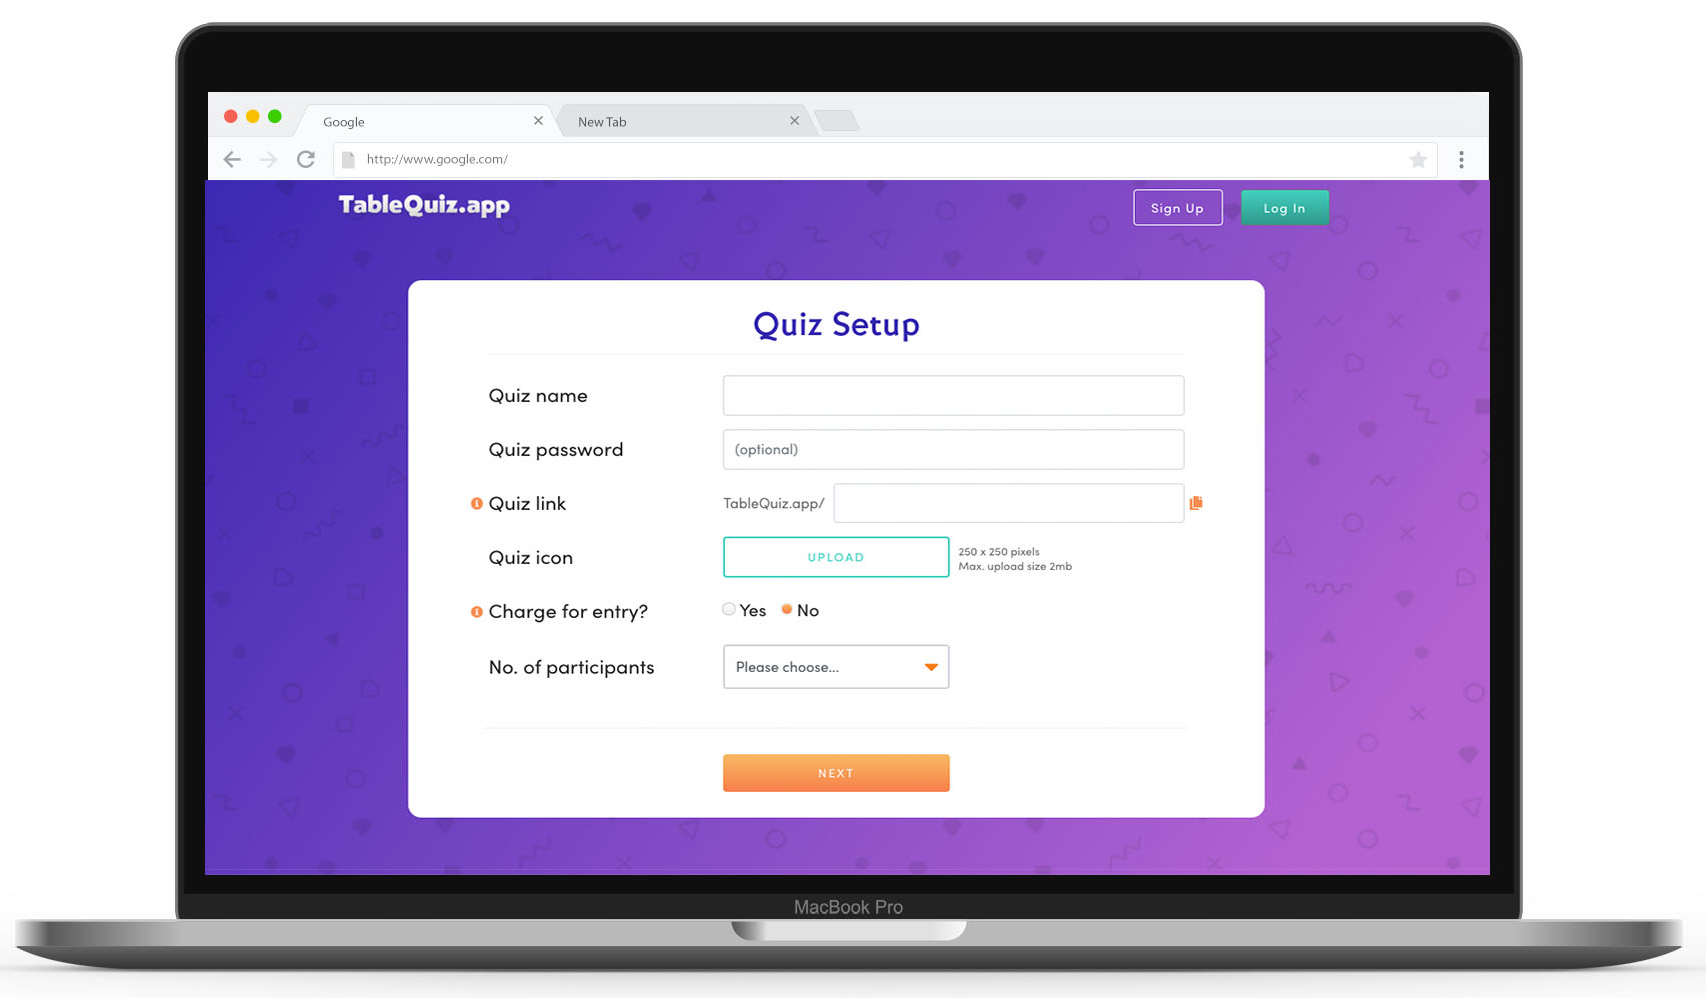 Google
New Tab
http://www.google.com/
TableQuiz.app
Sign Up
Log In
Quiz Setup
Quiz name
Quiz password
(optional)
Quiz link
TableQuiz.app/
Quiz icon
UPLOAD
250 x 250 pixels
Max. upload size 2mb
Charge for entry?
Yes
No
No. of participants
Please choose...
NEXT
MacBook Pro